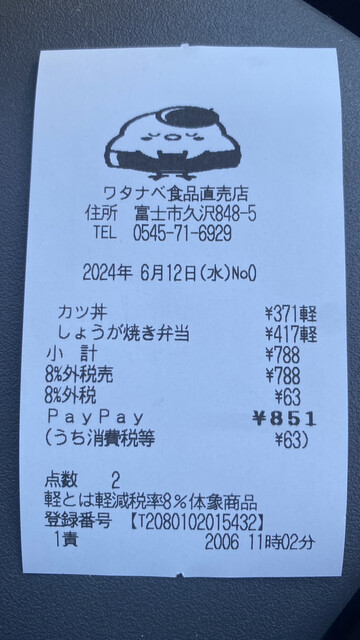 ワタナベ食品直売店
住所 富士市久沢848-5
TEL 0545-71-6929
2024年 6月12日(水)No0
カツ丼 ¥371軽
しょうが焼き弁当 ¥417軽
小 計 ¥788
8%外税売 ¥788
8%外税 ¥63
PayPay ¥851
(うち消費税等 ¥63)
点数 2
軽とは軽減税率8%体象商品
登録番号 【T2080102015432】
1責 2006 11時02分